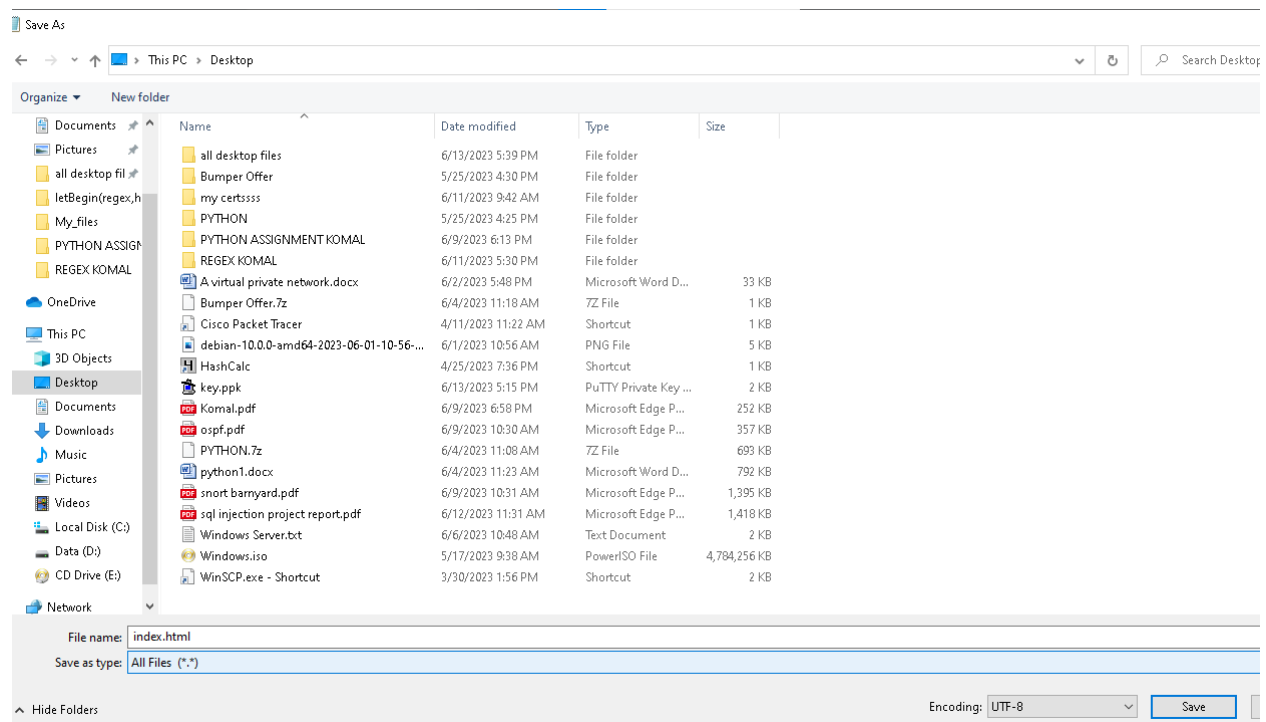 Save As
This PC > Desktop
Search Desktop
Organize
New folder
Documents
Pictures
all desktop fil
letBegin(regex,h
My_files
PYTHON ASSIGN
REGEX KOMAL
OneDrive
This PC
3D Objects
Desktop
Documents
Downloads
Music
Pictures
Videos
Local Disk (C:)
Data (D:)
CD Drive (E:)
Network
Name Date modified Type Size
all desktop files 6/13/2023 5:39 PM File folder
Bumper Offer 5/25/2023 4:30 PM File folder
my certssss 6/11/2023 9:42 AM File folder
PYTHON 5/25/2023 4:25 PM File folder
PYTHON ASSIGNMENT KOMAL 6/9/2023 6:13 PM File folder
REGEX KOMAL 6/11/2023 5:30 PM File folder
A virtual private network.docx 6/2/2023 5:48 PM Microsoft Word D... 33 KB
Bumper Offer.7z 6/4/2023 11:18 AM 7Z File 1 KB
Cisco Packet Tracer 4/11/2023 11:22 AM Shortcut 1 KB
debian-10.0.0-amd64-2023-06-01-10-56-... 6/1/2023 10:56 AM PNG File 5 KB
HashCalc 4/25/2023 7:36 PM Shortcut 1 KB
key.ppk 6/13/2023 5:15 PM PuTTY Private Key ... 2 KB
Komal.pdf 6/9/2023 6:58 PM Microsoft Edge P... 252 KB
ospf.pdf 6/9/2023 10:30 AM Microsoft Edge P... 357 KB
PYTHON.7z 6/4/2023 11:08 AM 7Z File 693 KB
python1.docx 6/4/2023 11:23 AM Microsoft Word D... 792 KB
snort barnyard.pdf 6/9/2023 10:31 AM Microsoft Edge P... 1,395 KB
sql injection project report.pdf 6/12/2023 11:31 AM Microsoft Edge P... 1,418 KB
Windows Server.txt 6/6/2023 10:48 AM Text Document 2 KB
Windows.iso 5/17/2023 9:38 AM PowerISO File 4,784,256 KB
WinSCP.exe - Shortcut 3/30/2023 1:56 PM Shortcut 2 KB
File name: index.html
Save as type: All Files (*.*)
Hide Folders
Encoding: UTF-8
Save